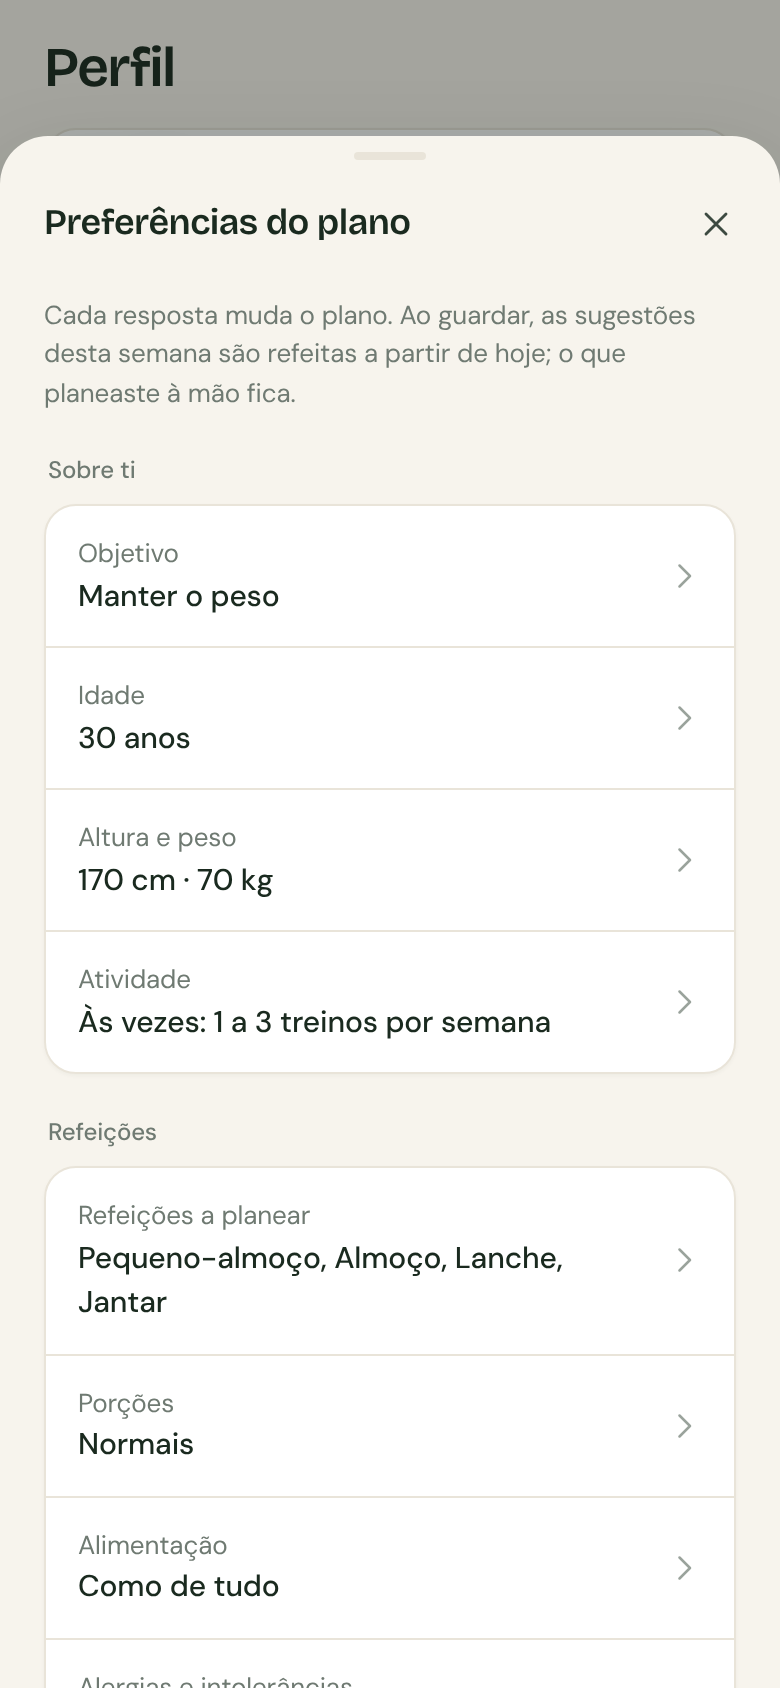 Perfil
Preferências do plano
Cada resposta muda o plano. Ao guardar, as sugestões
desta semana são refeitas a partir de hoje; o que
planeaste à mão fica.
Sobre ti
Objetivo
Manter o peso
Idade
30 anos
Altura e peso
170 cm · 70 kg
Atividade
Às vezes: 1 a 3 treinos por semana
Refeições
Refeições a planear
Pequeno-almoço, Almoço, Lanche,
Jantar
Porções
Normais
Alimentação
Como de tudo
Alergias e intolerâncias